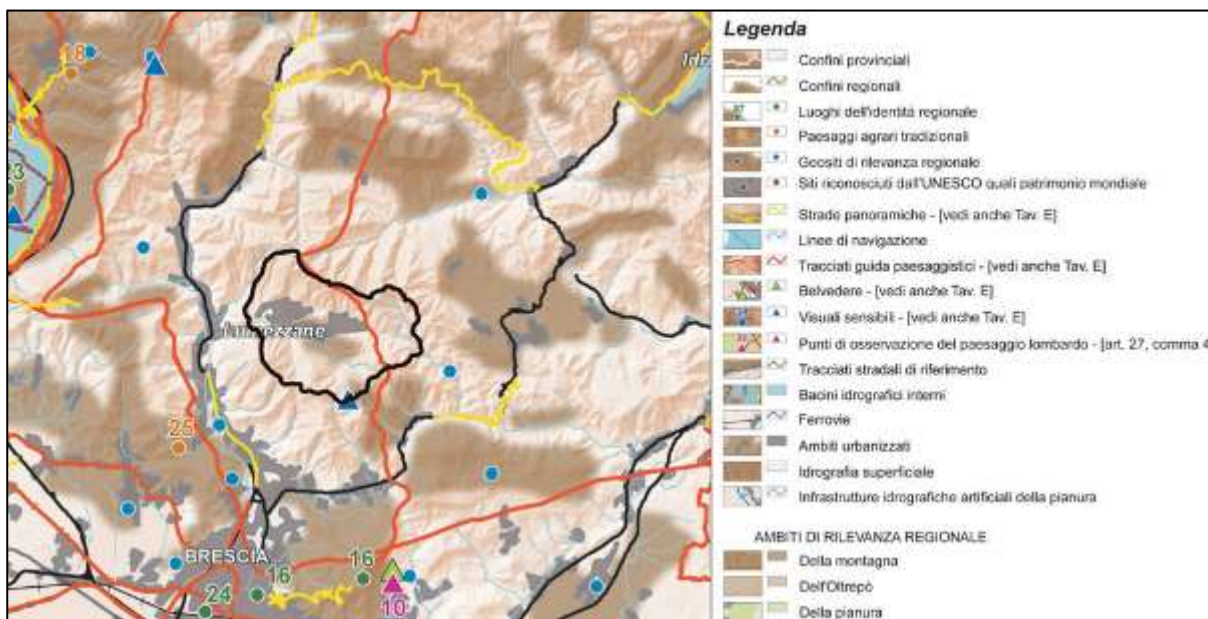 18
Idr
23
Lumezzane
25
BRESCIA
16
16
24
10
Legenda
Confini provinciali
Confini regionali
Luoghi dell'identità regionale
Paesaggi agrari tradizionali
Geositi di rilevanza regionale
Siti riconosciuti dall'UNESCO quali patrimonio mondiale
Strade panoramiche - [vedi anche Tav. E]
Linee di navigazione
Tracciati guida paesaggistici - [vedi anche Tav. E]
Belvedere - [vedi anche Tav. E]
Visuali sensibili - [vedi anche Tav. E]
Punti di osservazione del paesaggio lombardo - [art. 27, comma 4
Tracciati stradali di riferimento
Bacini idrografici interni
Ferrovie
Ambiti urbanizzati
Idrografia superficiale
Infrastrutture idrografiche artificiali della pianura
AMBITI DI RILEVANZA REGIONALE
Della montagna
Dell'Oltrepò
Della pianura